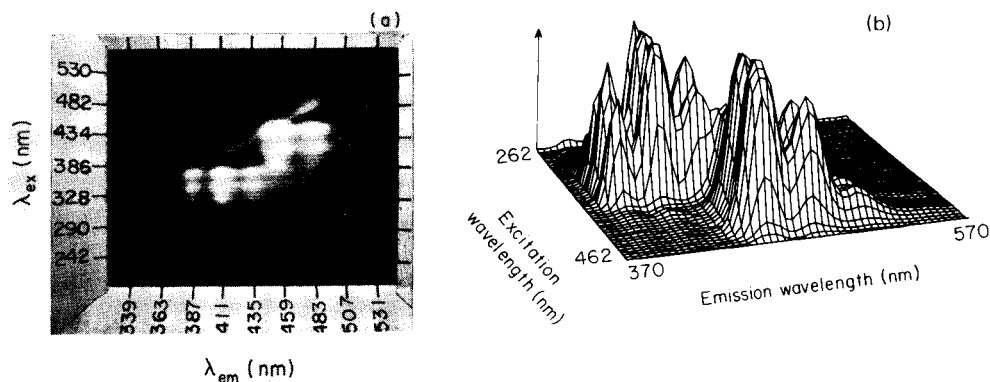 (a)
530
482
434
386
328
290
242
λex (nm)
339
363
387
411
435
459
483
507
531
λem (nm)
(b)
262
462
Excitation
wavelength (nm)
370
570
Emission wavelength (nm)